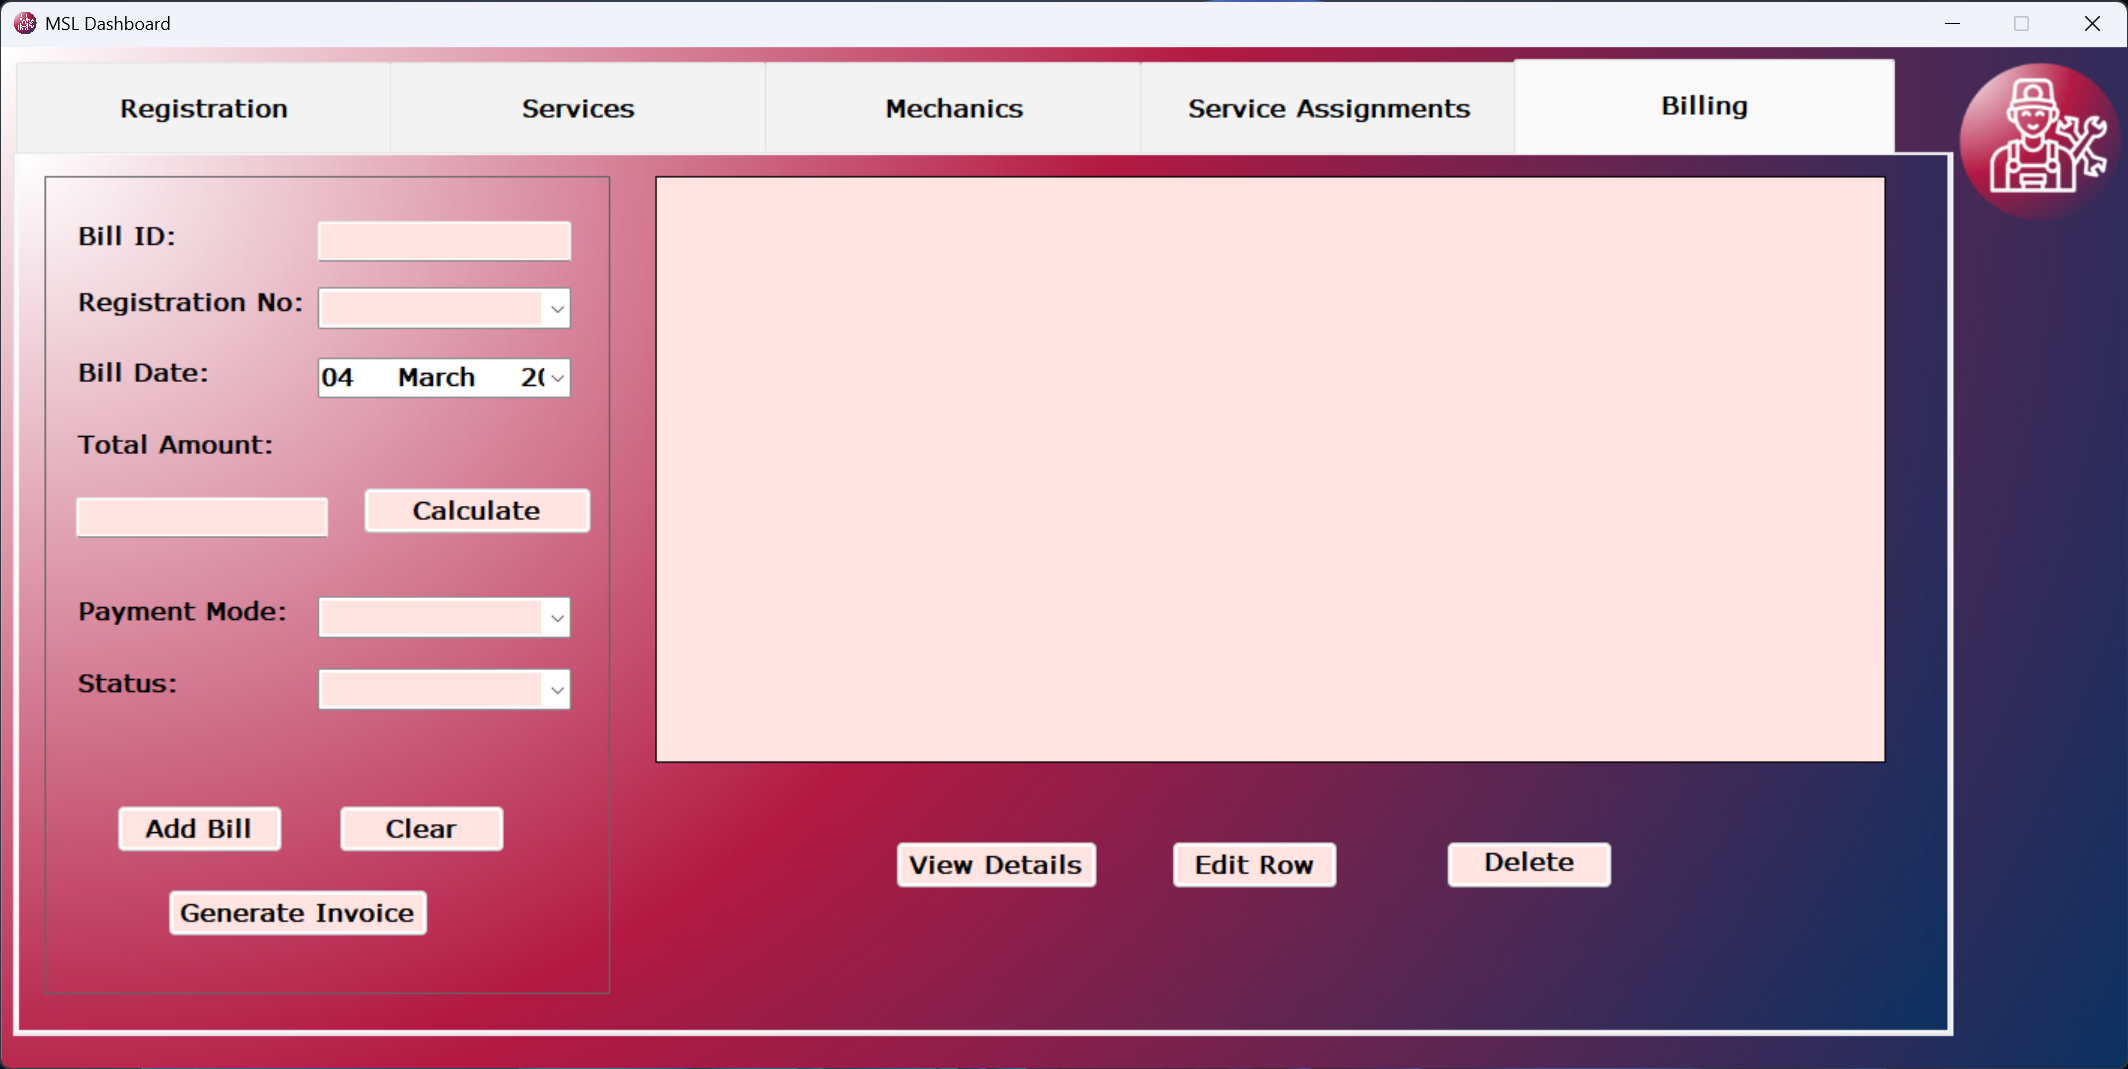 MSL Dashboard
Registration
Services
Mechanics
Service Assignments
Billing
Bill ID:
Registration No:
Bill Date:
04 March
Total Amount:
Calculate
Payment Mode:
Status:
Add Bill
Clear
Generate Invoice
View Details
Edit Row
Delete